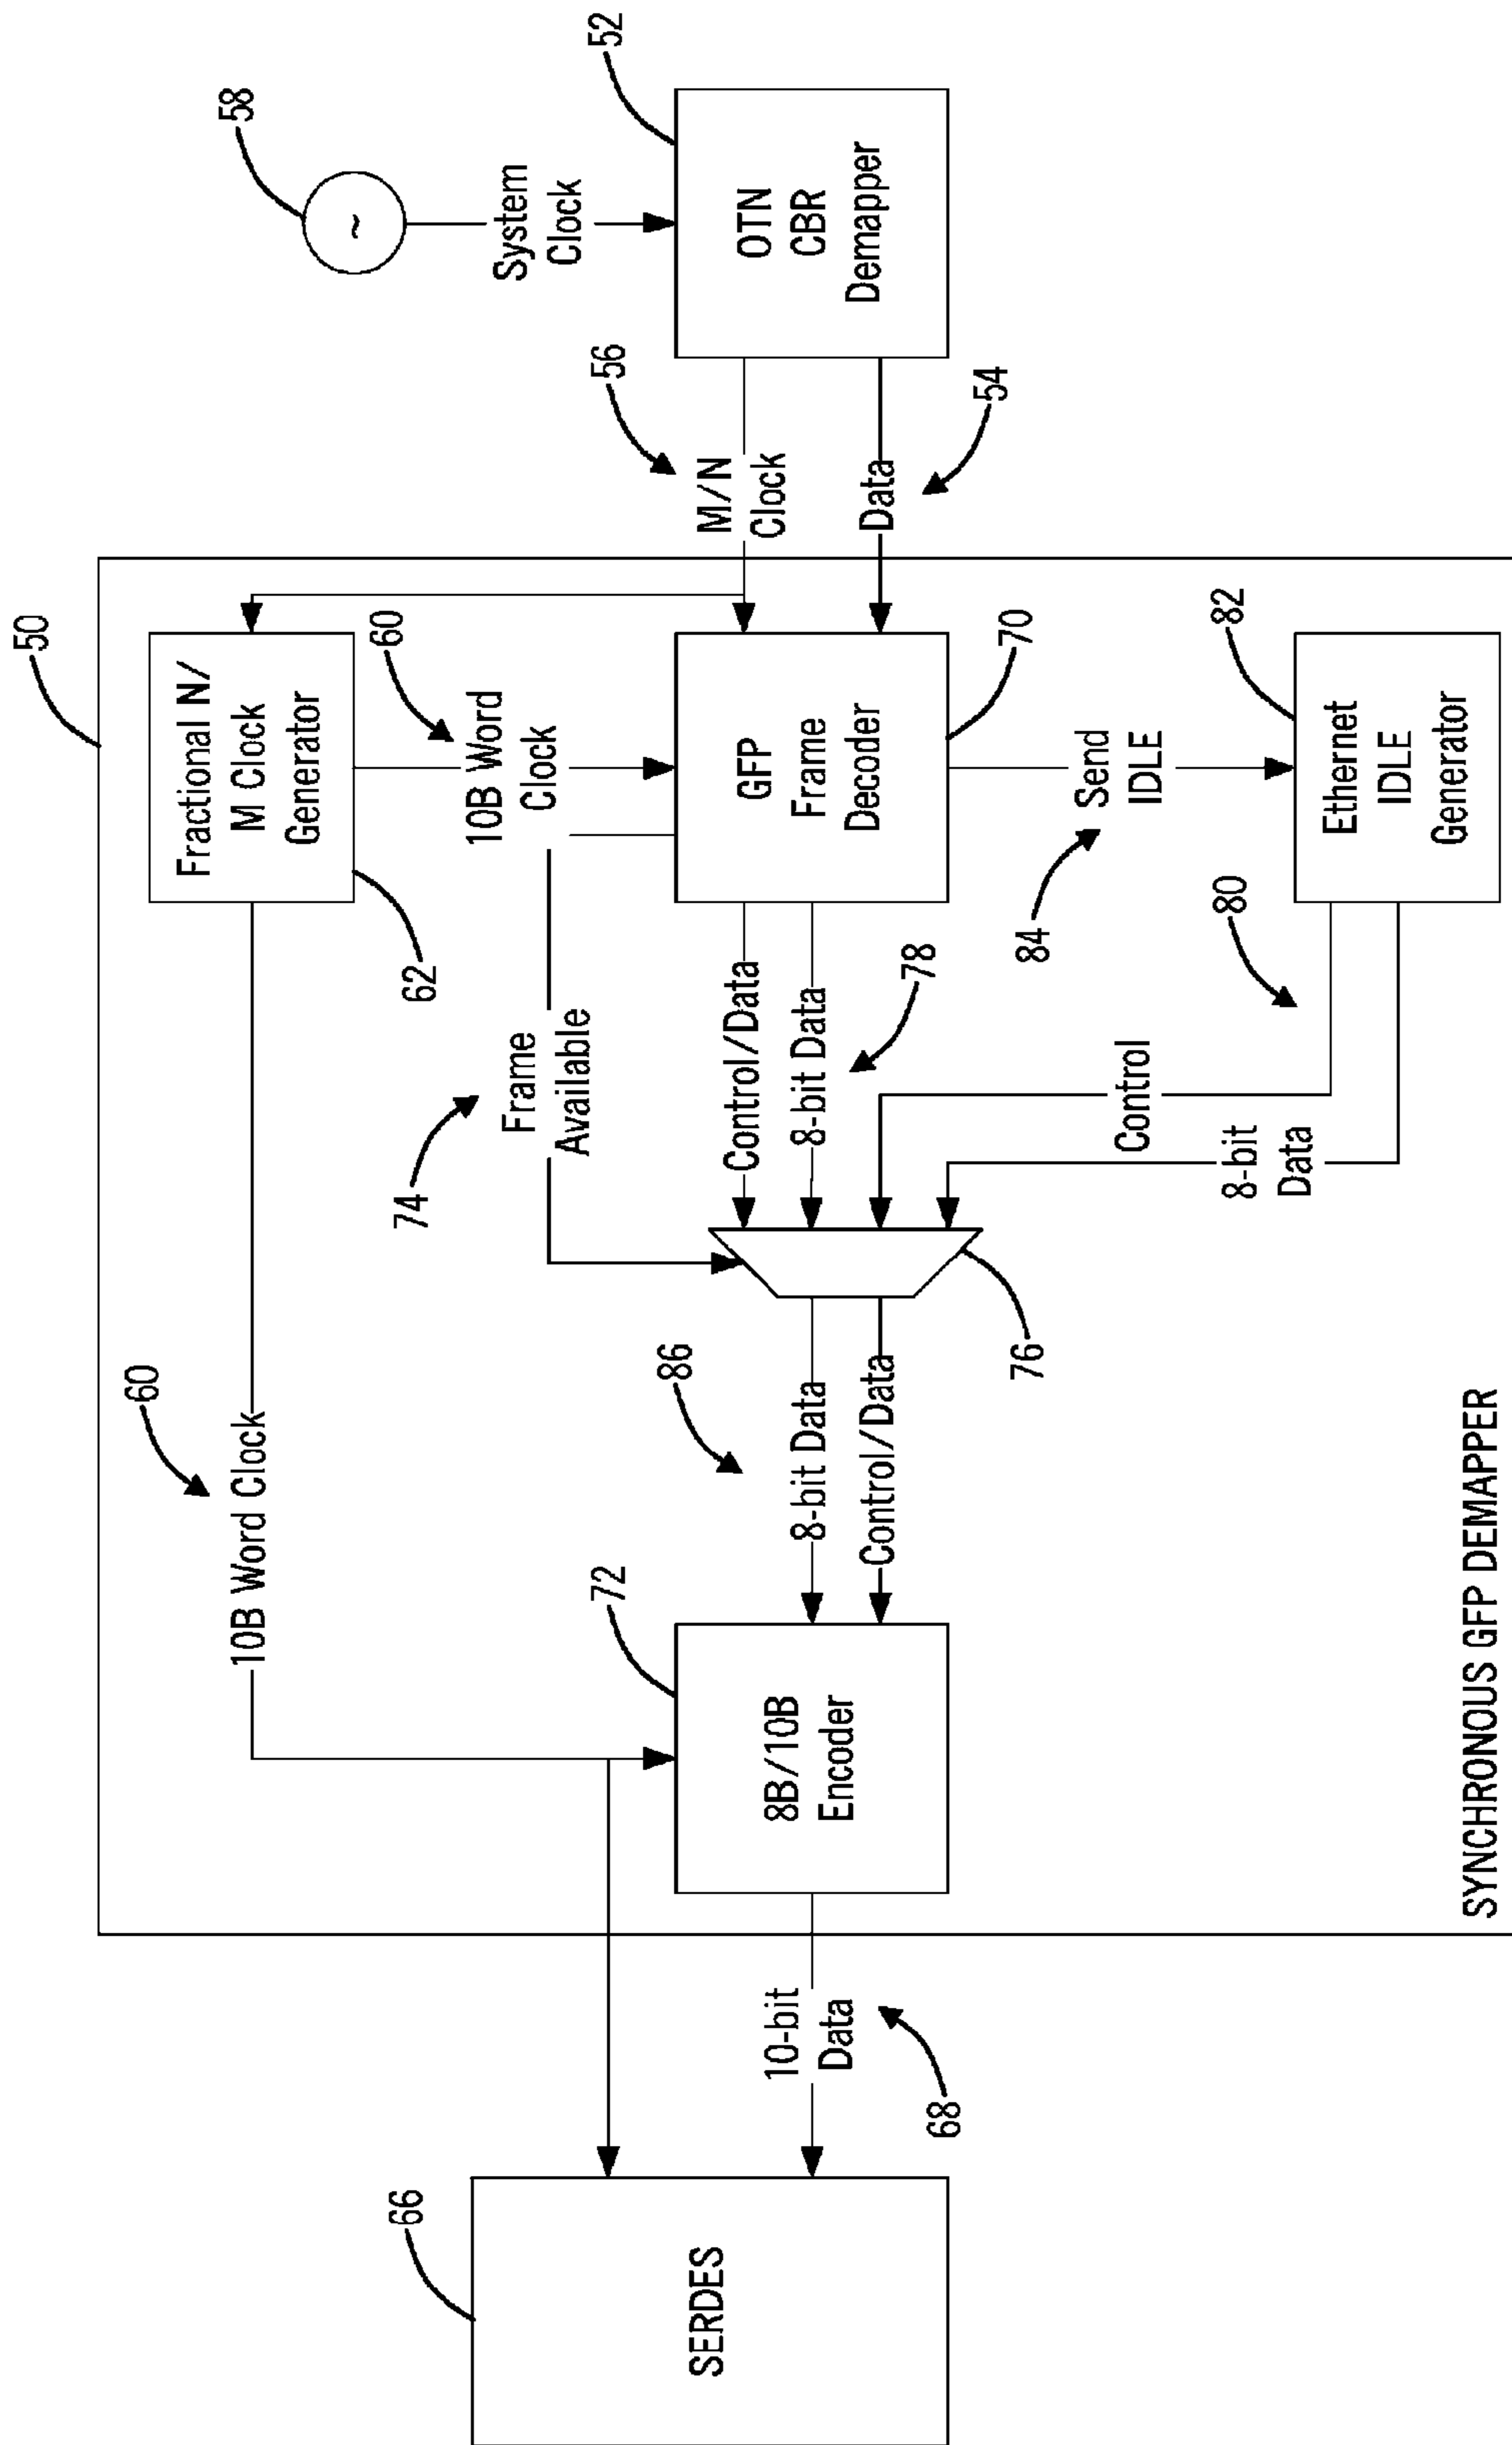 50
58
52
System
Clock
OTN
CBR
Demapper
56
M/N
Clock
Data
54
Fractional N/
M Clock
Generator
62
60
10B Word
Clock
GFP
Frame
Decoder
70
Send
IDLE
84
Ethernet
IDLE
Generator
82
80
Control
8-bit
Data
Frame
Available
74
Control/Data
8-bit Data
78
76
86
8-bit Data
Control/Data
60
10B Word Clock
72
8B/10B
Encoder
10-bit
Data
68
66
SERDES
SYNCHRONOUS GFP DEMAPPER